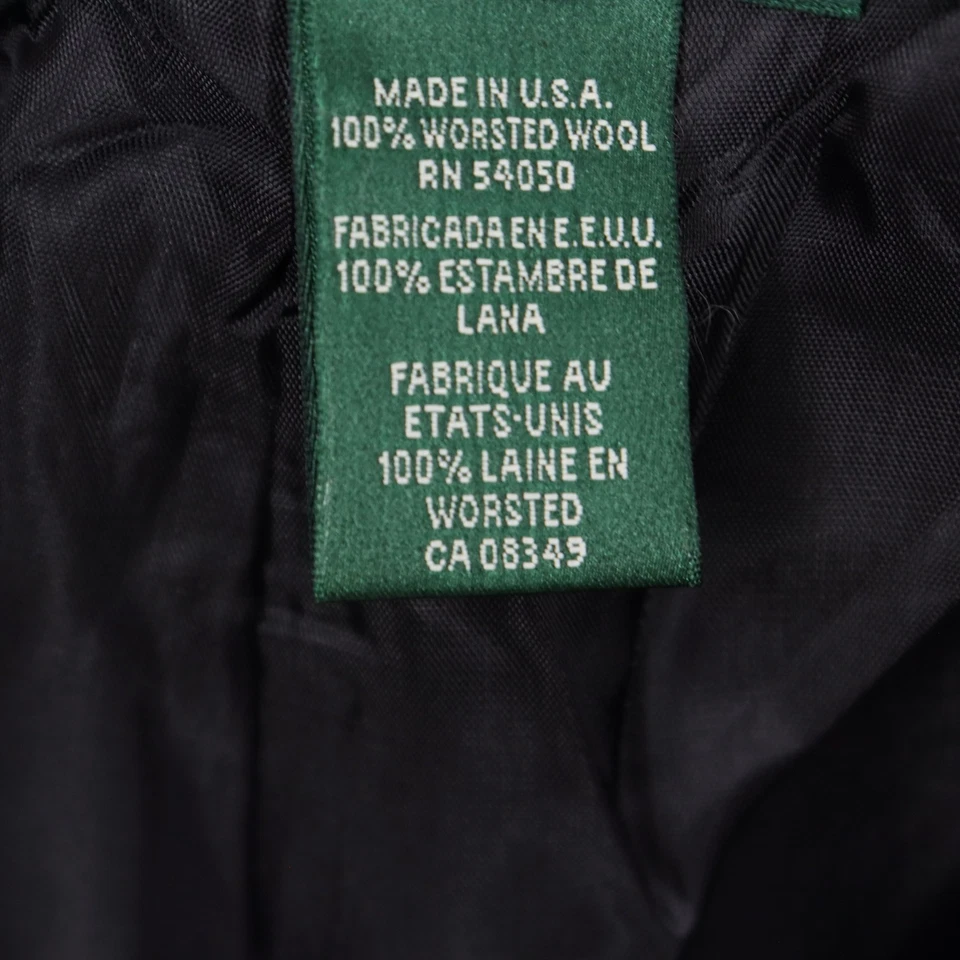 MADE IN U.S.A.
100% WORSTED WOOL
RN 54050
FABRICADA EN E.E.U.U.
100% ESTAMBRE DE
LANA
FABRIQUE AU
ETATS-UNIS
100% LAINE EN
WORSTED
CA 08349